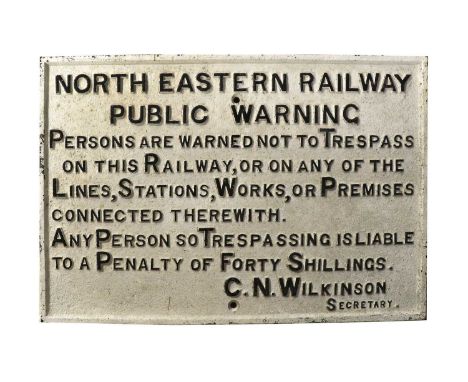 NORTH EASTERN RAILWAY
PUBLIC WARNING
PERSONS ARE WARNED NOT TO TRESPASS
ON THIS RAILWAY, OR ON ANY OF THE
LINES, STATIONS, WORKS, OR PREMISES
CONNECTED THEREWITH.
ANY PERSON SO TRESPASSING IS LIABLE
TO A PENALTY OF FORTY SHILLINGS.
C. N. WILKINSON
SECRETARY.